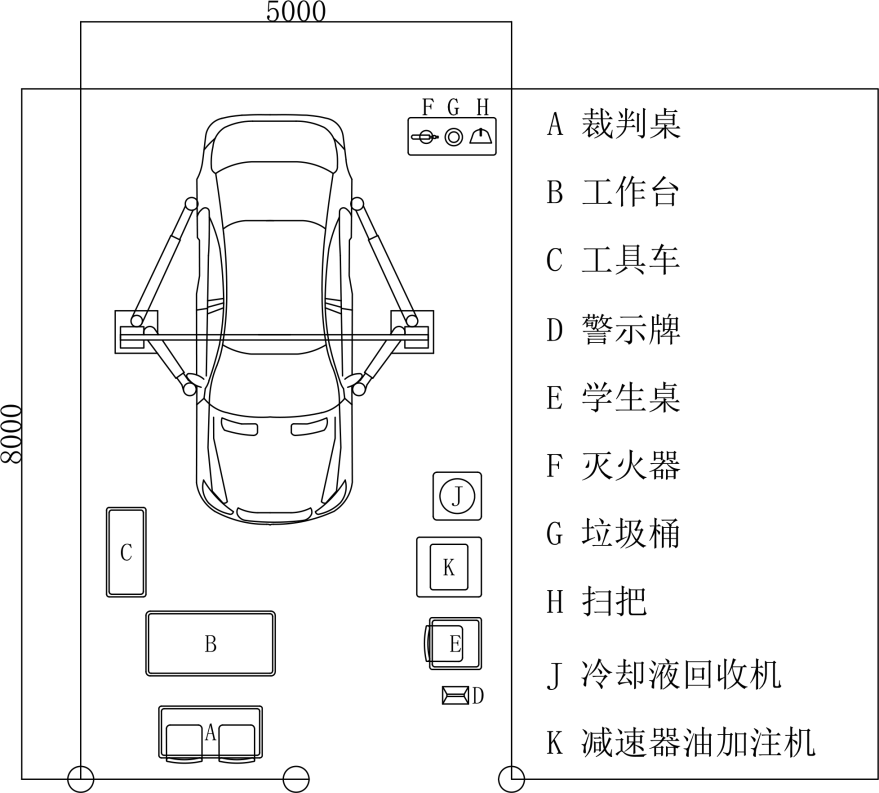 5000
8000
F G H
J
K
C
B
E
D
A
A 裁判桌
B 工作台
C 工具车
D 警示牌
E 学生桌
F 灭火器
G 垃圾桶
H 扫把
J 冷却液回收机
K 减速器油加注机